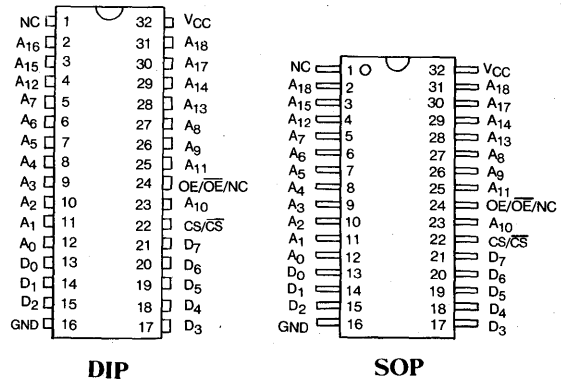 NC 1 32 VCC
A16 2 31 A18
A15 3 30 A17
A12 4 29 A14
A7 5 28 A13
A6 6 27 A8
A5 7 26 A9
A4 8 25 A11
A3 9 24 OE/O̅E̅/NC
A2 10 23 A10
A1 11 22 CS/C̅S̅
A0 12 21 D7
D0 13 20 D6
D1 14 19 D5
D2 15 18 D4
GND 16 17 D3
DIP
NC 1 32 VCC
A18 2 31 A18
A15 3 30 A17
A12 4 29 A14
A7 5 28 A13
A6 6 27 A8
A5 7 26 A9
A4 8 25 A11
A3 9 24 OE/O̅E̅/NC
A2 10 23 A10
A1 11 22 CS/C̅S̅
A0 12 21 D7
D0 13 20 D6
D1 14 19 D5
D2 15 18 D4
GND 16 17 D3
SOP